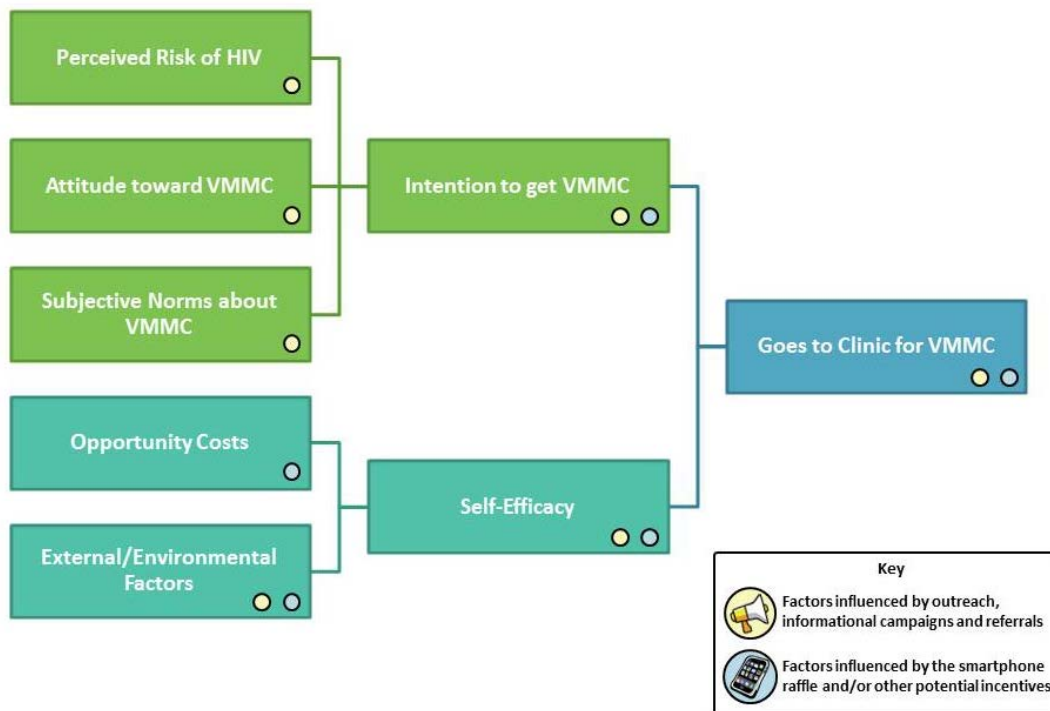 Perceived Risk of HIV
Attitude toward VMMC
Intention to get VMMC
Subjective Norms about
VMMC
Goes to Clinic for VMMC
Opportunity Costs
Self-Efficacy
External/Environmental
Factors
Key
Factors influenced by outreach,
informational campaigns and referrals
Factors influenced by the smartphone
raffle and/or other potential incentives